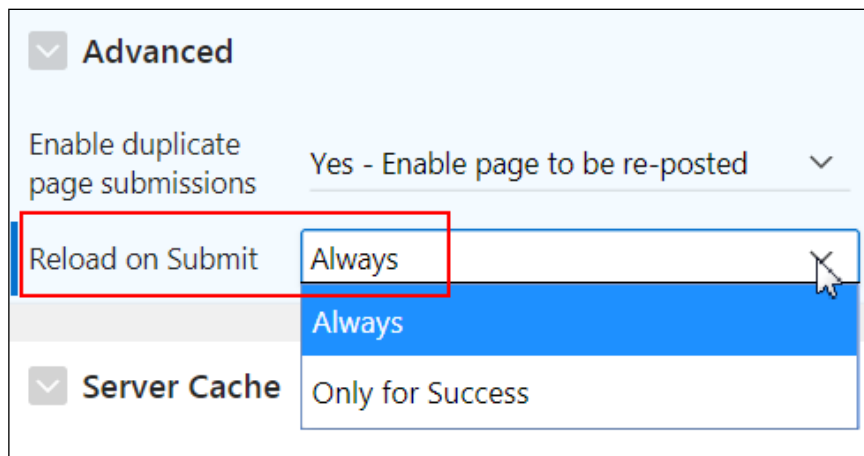 Advanced
Enable duplicate
page submissions
Yes - Enable page to be re-posted
Reload on Submit
Always
Always
Only for Success
Server Cache